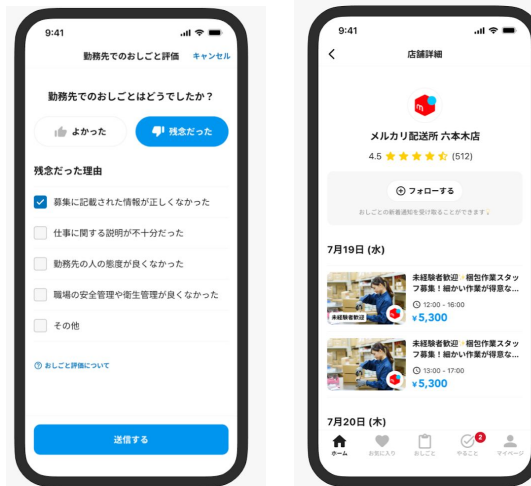 9:41
勤務先でのおしごと評価
キャンセル
勤務先でのおしごとはどうでしたか？
よかった
残念だった
残念だった理由
募集に記載された情報が正しくなかった
仕事に関する説明が不十分だった
勤務先の人の態度が良くなかった
職場の安全管理や衛生管理が良くなかった
その他
おしごと評価について
送信する
9:41
店舗詳細
メルカリ配送所 六本木店
4.5 (512)
フォローする
おしごとの新着通知を受け取ることができます
7月19日 (水)
未経験者歓迎
未経験者歓迎 梱包作業スタッ
フ募集！細かい作業が得意な...
12:00 - 16:00
¥5,300
未経験者歓迎 梱包作業スタッ
フ募集！細かい作業が得意な...
13:00 - 17:00
¥5,300
7月20日 (木)
2
ホーム
お気に入り
おしごと
やること
マイページ